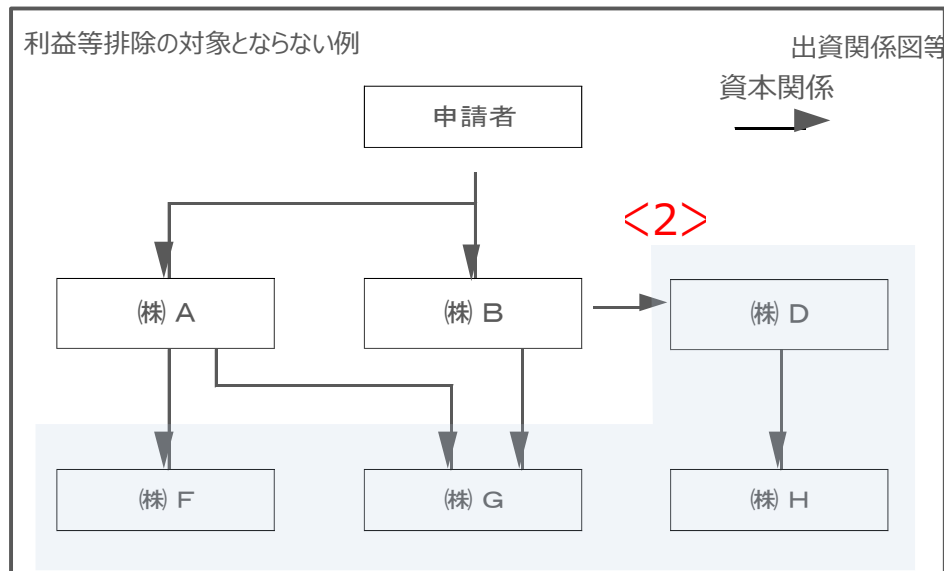 利益等排除の対象とならない例
出資関係図等
資本関係
申請者
<2>
㈱ A
㈱ B
㈱ D
㈱ F
㈱ G
㈱ H